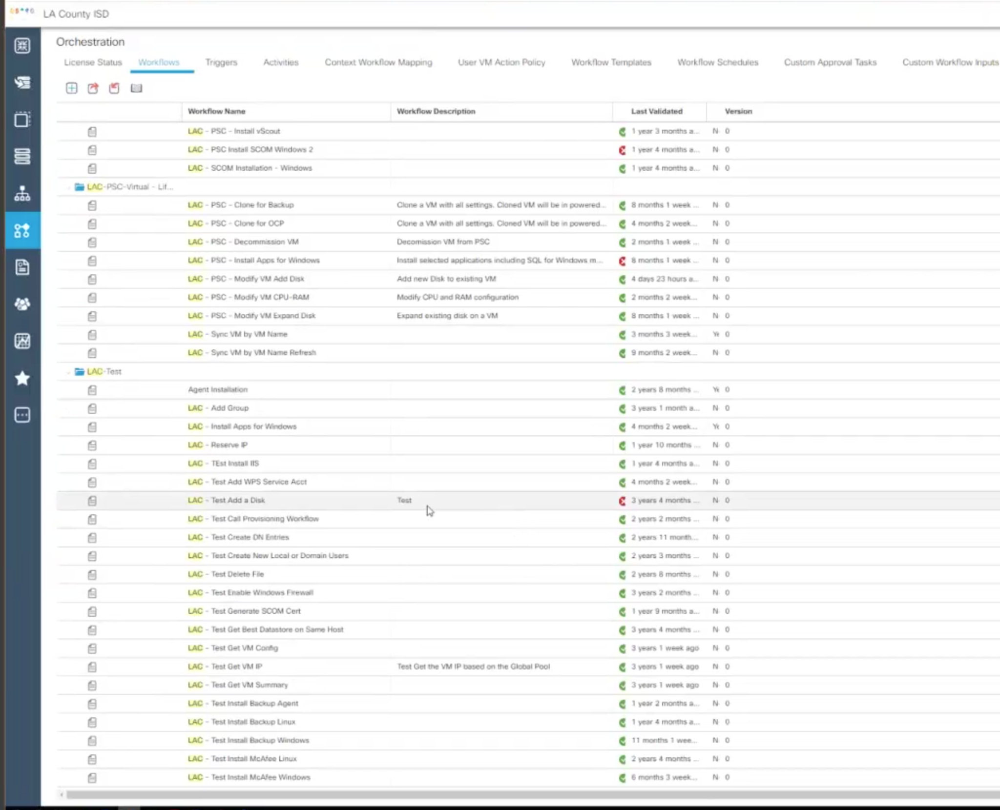 LA County ISD
Orchestration
License Status Workflows Triggers Activities Context Workflow Mapping User VM Action Policy Workflow Templates Workflow Schedules Custom Approval Tasks Custom Workflow Inputs
Workflow Name Workflow Description Last Validated Version
LAC - PSC - Install vScout 1 year 3 months a... N 0
LAC - PSC Install SCOM Windows 2 1 year 4 months a... N 0
LAC - SCOM Installation - Windows 1 year 4 months a... N 0
LAC-PSC-Virtual - Lif...
LAC - PSC - Clone for Backup Clone a VM with all settings. Cloned VM will be in powered... 8 months 1 week ... N 0
LAC - PSC - Clone for OCP Clone a VM with all settings. Cloned VM will be in powered... 4 months 2 week... N 0
LAC - PSC - Decommission VM Decomission VM from PSC 2 months 1 week ... N 0
LAC - PSC - Install Apps for Windows Install selected applications including SQL for Windows m... 8 months 1 week ... N 0
LAC - PSC - Modify VM Add Disk Add new Disk to existing VM 4 days 23 hours a... N 0
LAC - PSC - Modify VM CPU-RAM Modify CPU and RAM configuration 2 months 2 week... N 0
LAC - PSC - Modify VM Expand Disk Expand existing disk on a VM 8 months 1 week ... N 0
LAC - Sync VM by VM Name 3 months 3 week... Ye 0
LAC - Sync VM by VM Name Refresh 9 months 2 week... N 0
LAC-Test
Agent Installation 2 years 8 months ... Ye 0
LAC - Add Group 3 years 1 month a... N 0
LAC - Install Apps for Windows 4 months 2 week... Ye 0
LAC - Reserve IP 1 year 10 months ... N 0
LAC - TEst Install IIS 1 year 4 months a... N 0
LAC - Test Add WPS Service Acct 4 months 2 week... N 0
LAC - Test Add a Disk Test 3 years 4 months ... N 0
LAC - Test Call Provisioning Workflow 2 years 2 months ... N 0
LAC - Test Create DN Entries 2 years 11 month... N 0
LAC - Test Create New Local or Domain Users 2 years 3 months ... N 0
LAC - Test Delete File 2 years 8 months ... N 0
LAC - Test Enable Windows Firewall 3 years 2 months ... N 0
LAC - Test Generate SCOM Cert 1 year 9 months a... N 0
LAC - Test Get Best Datastore on Same Host 3 years 4 months ... N 0
LAC - Test Get VM Config 3 years 1 week ago N 0
LAC - Test Get VM IP Test Get the VM IP based on the Global Pool 3 years 1 week ago N 0
LAC - Test Get VM Summary 3 years 1 week ago N 0
LAC - Test Install Backup Agent 1 year 2 months a... N 0
LAC - Test Install Backup Linux 1 year 4 months a... N 0
LAC - Test Install Backup Windows 11 months 1 wee... N 0
LAC - Test Install McAfee Linux 2 years 4 months ... N 0
LAC - Test Install McAfee Windows 6 months 3 week... N 0